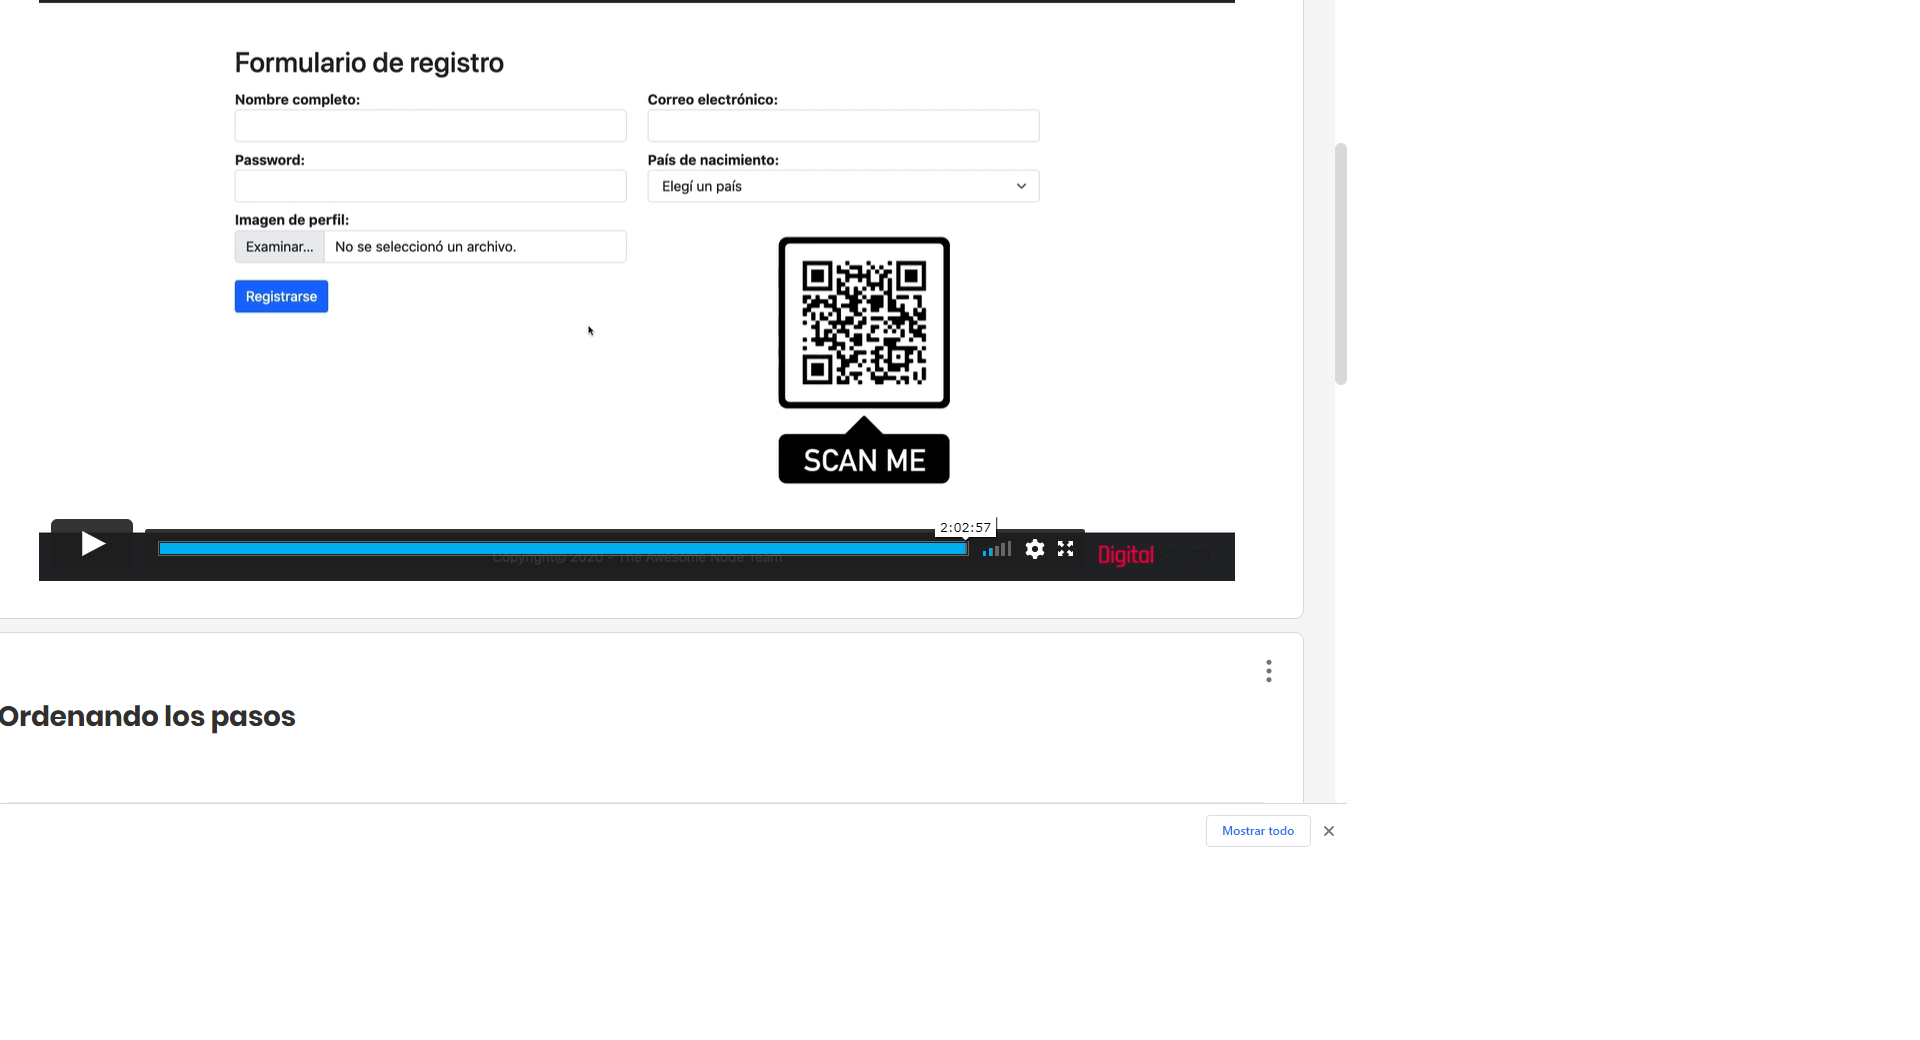 Formulario de registro
Nombre completo:
Correo electrónico:
Password:
País de nacimiento:
Elegí un país
Imagen de perfil:
Examinar... No se seleccionó un archivo.
Registrarse
SCAN ME
2:02:57
Copyright© 2020 - The Awesome Node Team
Digital
Ordenando los pasos
Mostrar todo